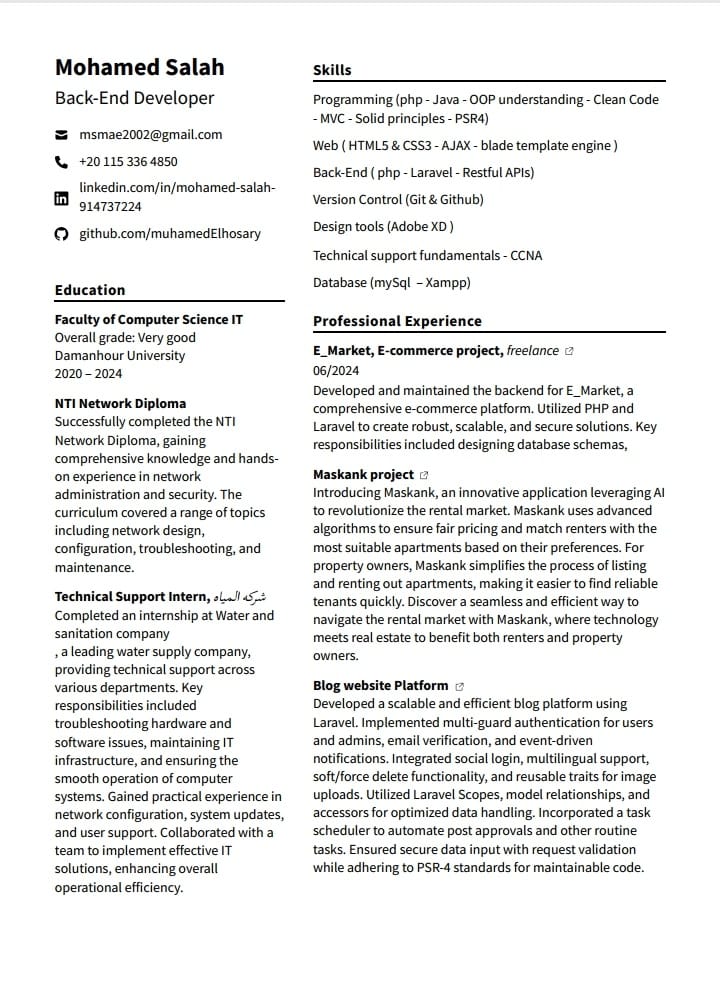 Mohamed Salah
Back-End Developer
msmae2002@gmail.com
+20 115 336 4850
linkedin.com/in/mohamed-salah-
914737224
github.com/muhamedElhosary
Education
Faculty of Computer Science IT
Overall grade: Very good
Damanhour University
2020 – 2024
NTI Network Diploma
Successfully completed the NTI
Network Diploma, gaining
comprehensive knowledge and hands-
on experience in network
administration and security. The
curriculum covered a range of topics
including network design,
configuration, troubleshooting, and
maintenance.
Technical Support Intern, شركه المياه
Completed an internship at Water and
sanitation company
, a leading water supply company,
providing technical support across
various departments. Key
responsibilities included
troubleshooting hardware and
software issues, maintaining IT
infrastructure, and ensuring the
smooth operation of computer
systems. Gained practical experience in
network configuration, system updates,
and user support. Collaborated with a
team to implement effective IT
solutions, enhancing overall
operational efficiency.
Skills
Programming (php - Java - OOP understanding - Clean Code
- MVC - Solid principles - PSR4)
Web ( HTML5 & CSS3 - AJAX - blade template engine )
Back-End ( php - Laravel - Restful APIs)
Version Control (Git & Github)
Design tools (Adobe XD )
Technical support fundamentals - CCNA
Database (mySql – Xampp)
Professional Experience
E_Market, E-commerce project, freelance
06/2024
Developed and maintained the backend for E_Market, a
comprehensive e-commerce platform. Utilized PHP and
Laravel to create robust, scalable, and secure solutions. Key
responsibilities included designing database schemas,
Maskank project
Introducing Maskank, an innovative application leveraging AI
to revolutionize the rental market. Maskank uses advanced
algorithms to ensure fair pricing and match renters with the
most suitable apartments based on their preferences. For
property owners, Maskank simplifies the process of listing
and renting out apartments, making it easier to find reliable
tenants quickly. Discover a seamless and efficient way to
navigate the rental market with Maskank, where technology
meets real estate to benefit both renters and property
owners.
Blog website Platform
Developed a scalable and efficient blog platform using
Laravel. Implemented multi-guard authentication for users
and admins, email verification, and event-driven
notifications. Integrated social login, multilingual support,
soft/force delete functionality, and reusable traits for image
uploads. Utilized Laravel Scopes, model relationships, and
accessors for optimized data handling. Incorporated a task
scheduler to automate post approvals and other routine
tasks. Ensured secure data input with request validation
while adhering to PSR-4 standards for maintainable code.